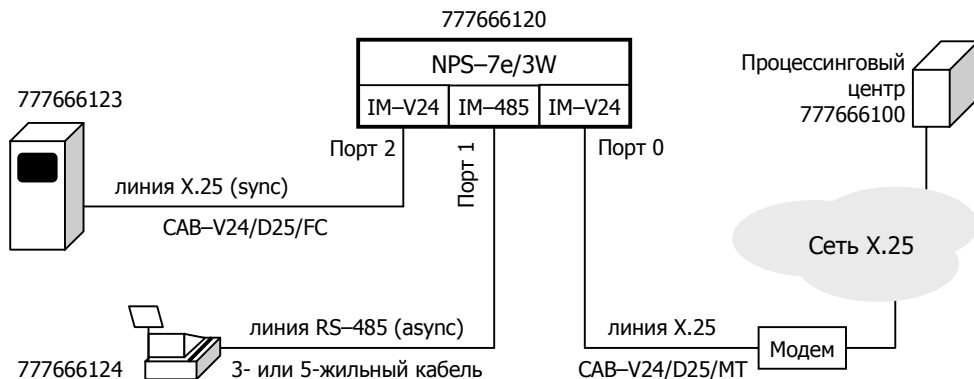 777666120
NPS–7e/3W
IM–V24
IM–485
IM–V24
Процессинговый
центр
777666100
777666123
Порт 2
Порт 1
Порт 0
линия X.25 (sync)
CAB–V24/D25/FC
Сеть X.25
линия RS–485 (async)
3- или 5-жильный кабель
777666124
линия X.25
CAB–V24/D25/MT
Модем